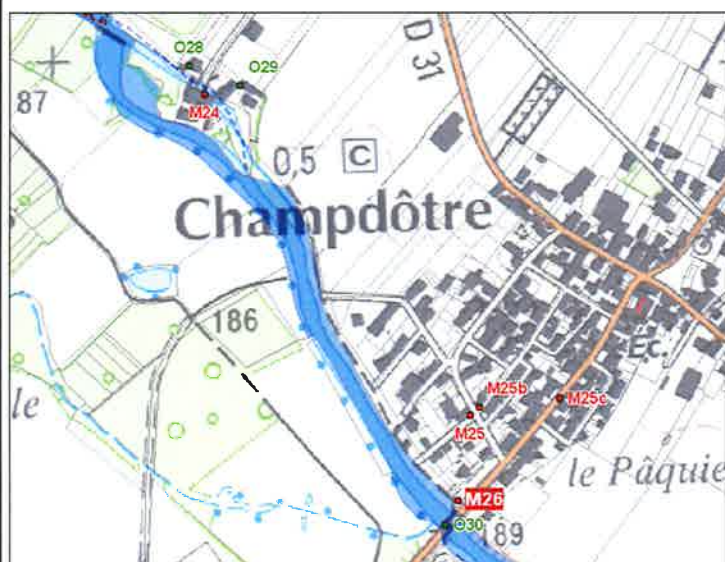 O28
O29
D 31
M24
87
0,5 C
Champdôtre
186
Ec.
M25b
M25c
M25
le
le Pâquie
M26
O30
189